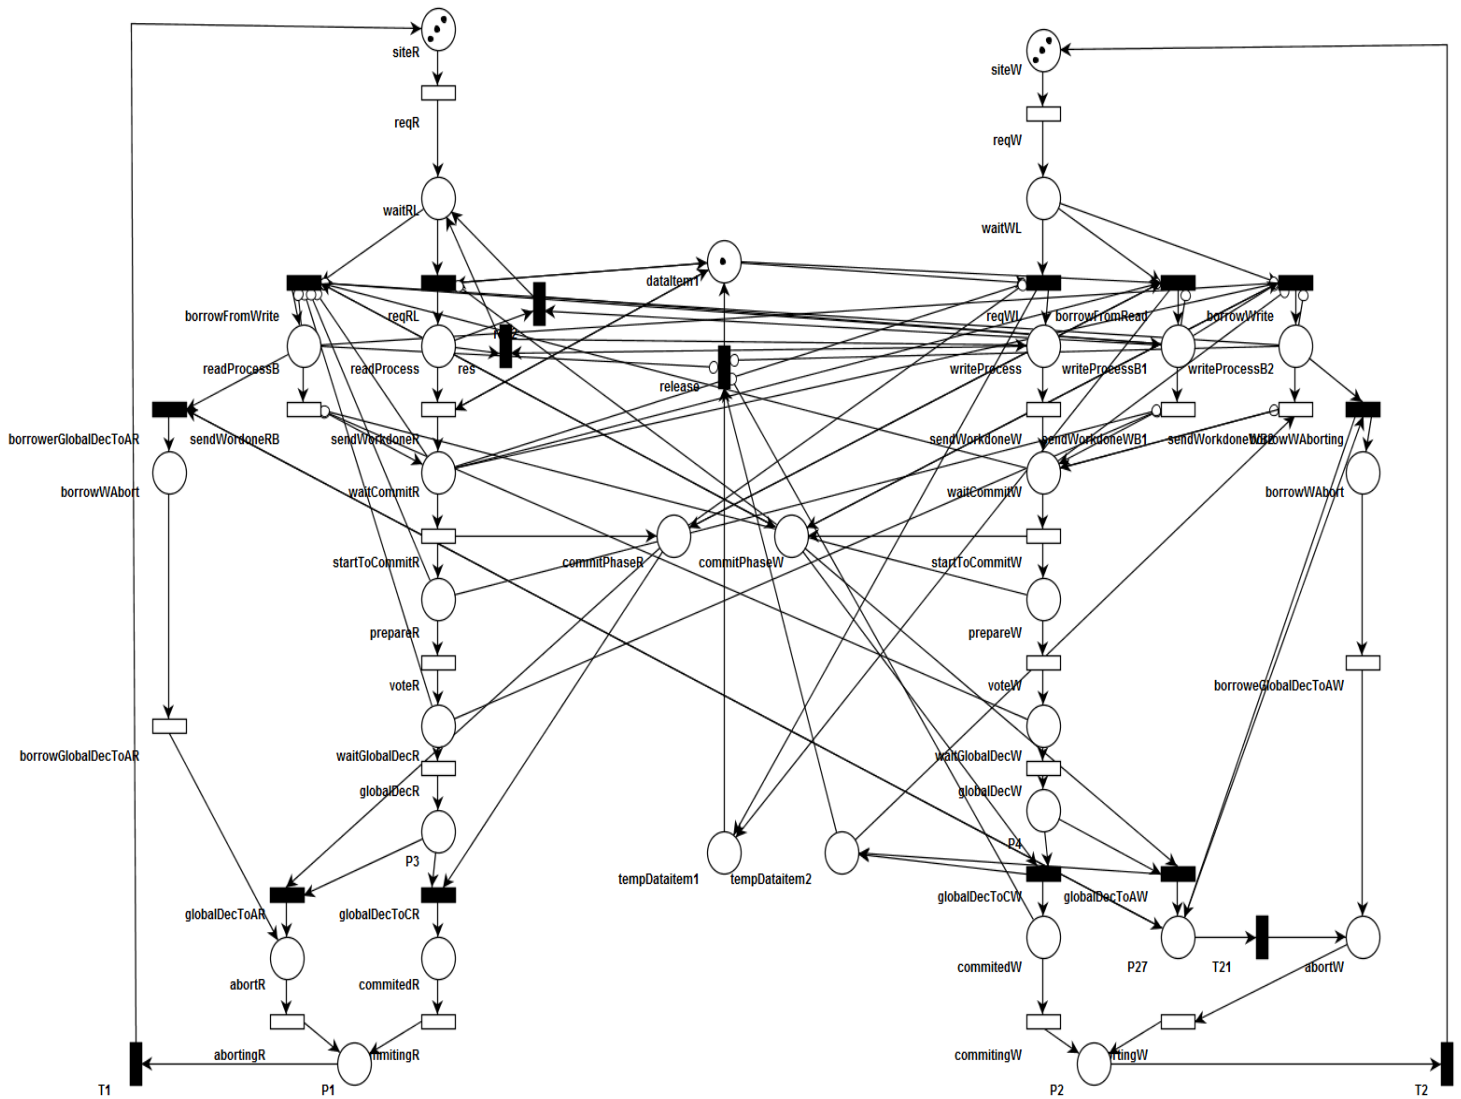 siteR
siteW
reqR
reqW
waitRL
waitWL
dataItem1
borrowFromWrite
reqRL
reqWL
borrowFromRead
borrowWrite
readProcessB
readProcess
res
release
writeProcess
writeProcessB1
writeProcessB2
borrowerGlobalDecToAR
sendWordoneRB
sendWorkdoneR
sendWorkdoneW
sendWorkdoneWB1
sendWorkdoneWB2
borrowWAborting
borrowWAbort
waitCommitR
waitCommitW
borrowWAbort
startToCommitR
commitPhaseR
commitPhaseW
startToCommitW
prepareR
prepareW
voteR
voteW
borroweGlobalDecToAW
borrowGlobalDecToAR
waitGlobalDecR
waitGlobalDecW
globalDecR
globalDecW
P3
P4
tempDataitem1
tempDataitem2
globalDecToAR
globalDecToCR
globalDecToCW
globalDecToAW
abortR
commitedR
commitedW
P27
T21
abortW
abortingR
mitingR
commitingW
rtingW
T1
P1
P2
T2